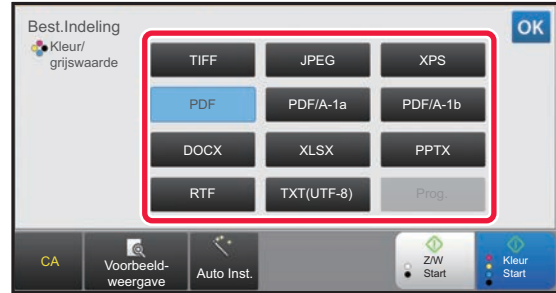 Best.Indeling
OK
Kleur/
grijswaarde
TIFF
JPEG
XPS
PDF
PDF/A-1a
PDF/A-1b
DOCX
XLSX
PPTX
RTF
TXT(UTF-8)
Prog.
CA
Voorbeeld-
weergave
Auto Inst.
Z/W
Start
Kleur
Start